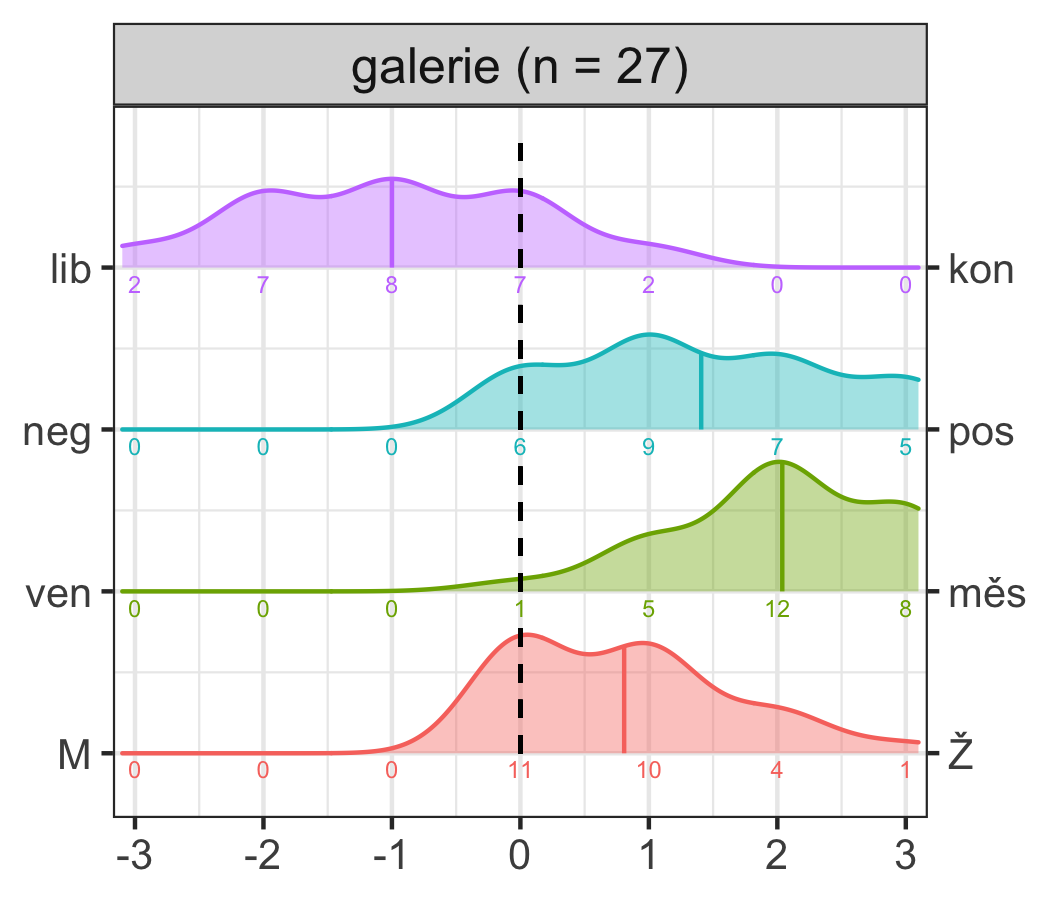 galerie (n = 27)
lib kon
2 7 8 7 2 0 0
neg pos
0 0 0 6 9 7 5
ven měs
0 0 0 1 5 12 8
M Ž
0 0 0 11 10 4 1
-3 -2 -1 0 1 2 3